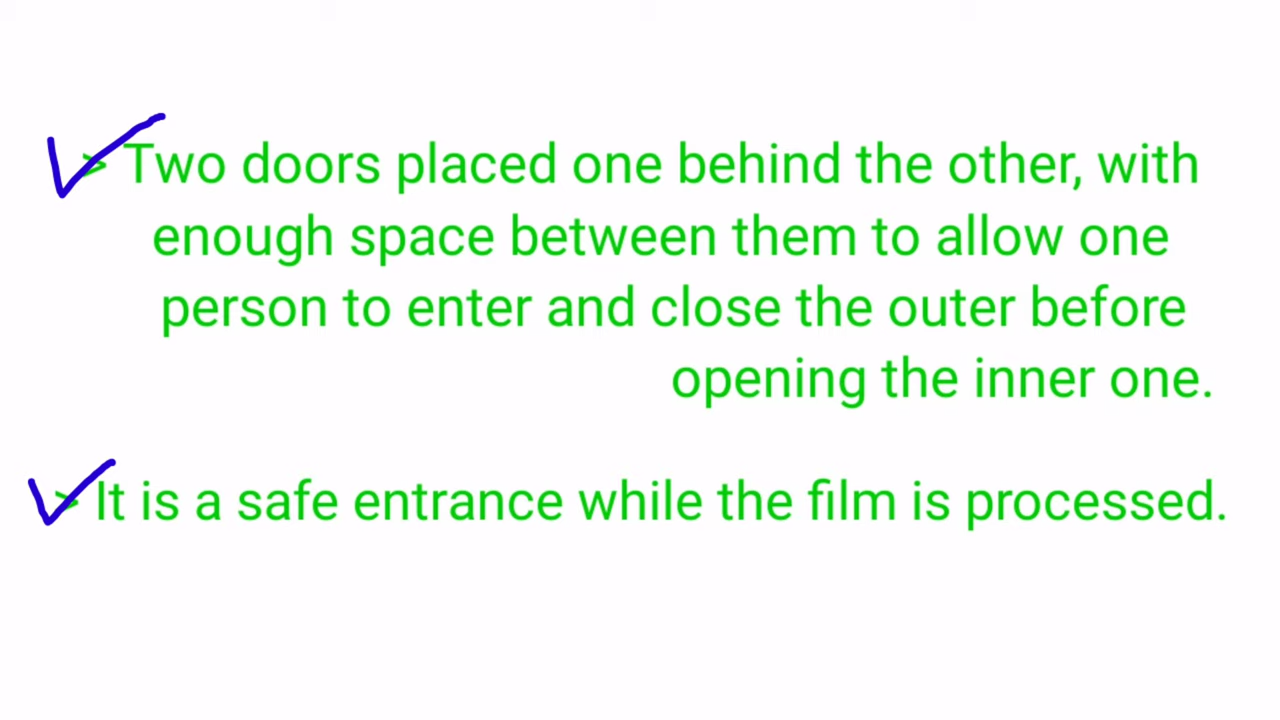 > Two doors placed one behind the other, with
enough space between them to allow one
person to enter and close the outer before
opening the inner one.
> It is a safe entrance while the film is processed.